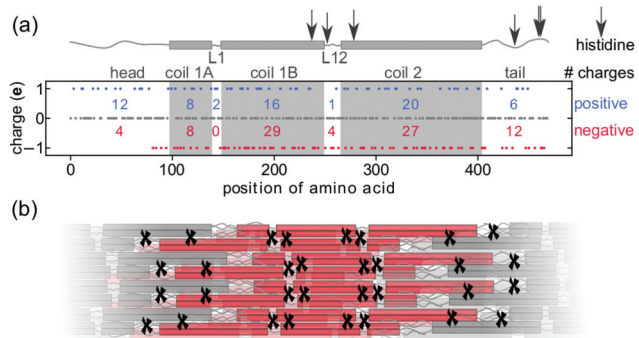 (a)
histidine
L1 L12
head coil 1A coil 1B coil 2 tail # charges
1
12 8 2 16 1 20 6 positive
0
4 8 0 29 4 27 12 negative
−1
charge (e)
0 100 200 300 400
position of amino acid
(b)